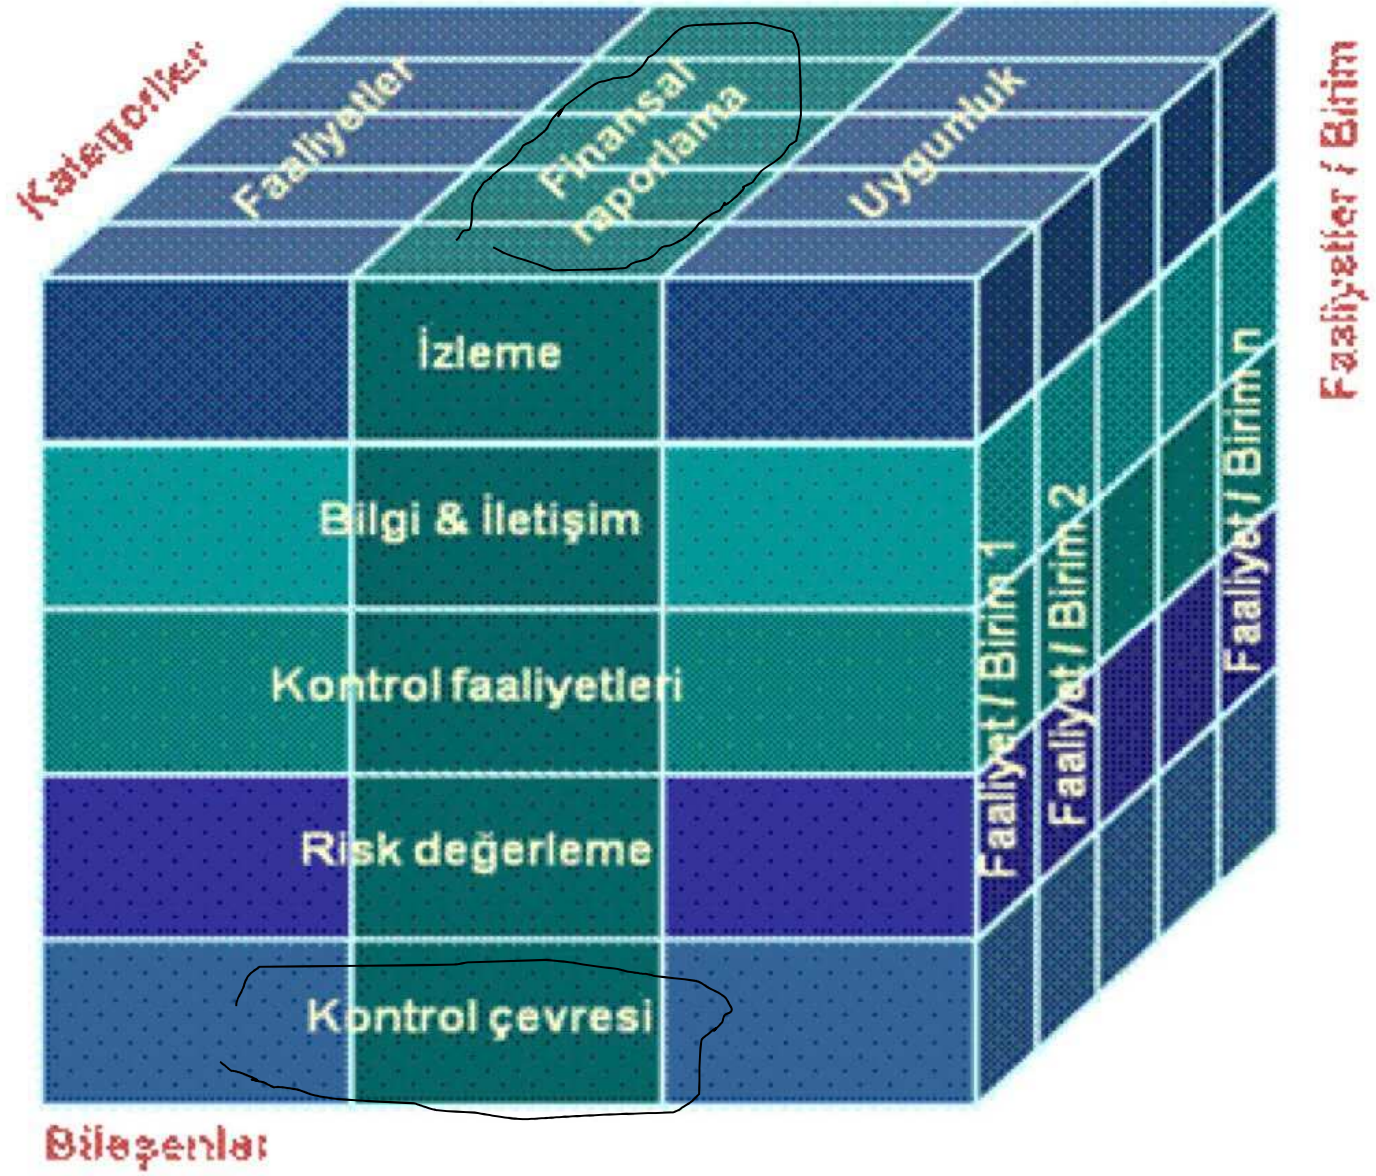 Kategoriler
Faaliyetler
Finansal
raporlama
Uygunluk
Faaliyetler / Birim
İzleme
Bilgi & İletişim
Kontrol faaliyetleri
Risk değerleme
Kontrol çevresi
Faaliyet / Birim 1
Faaliyet / Birim 2
Faaliyet / Birim n
Bileşenler